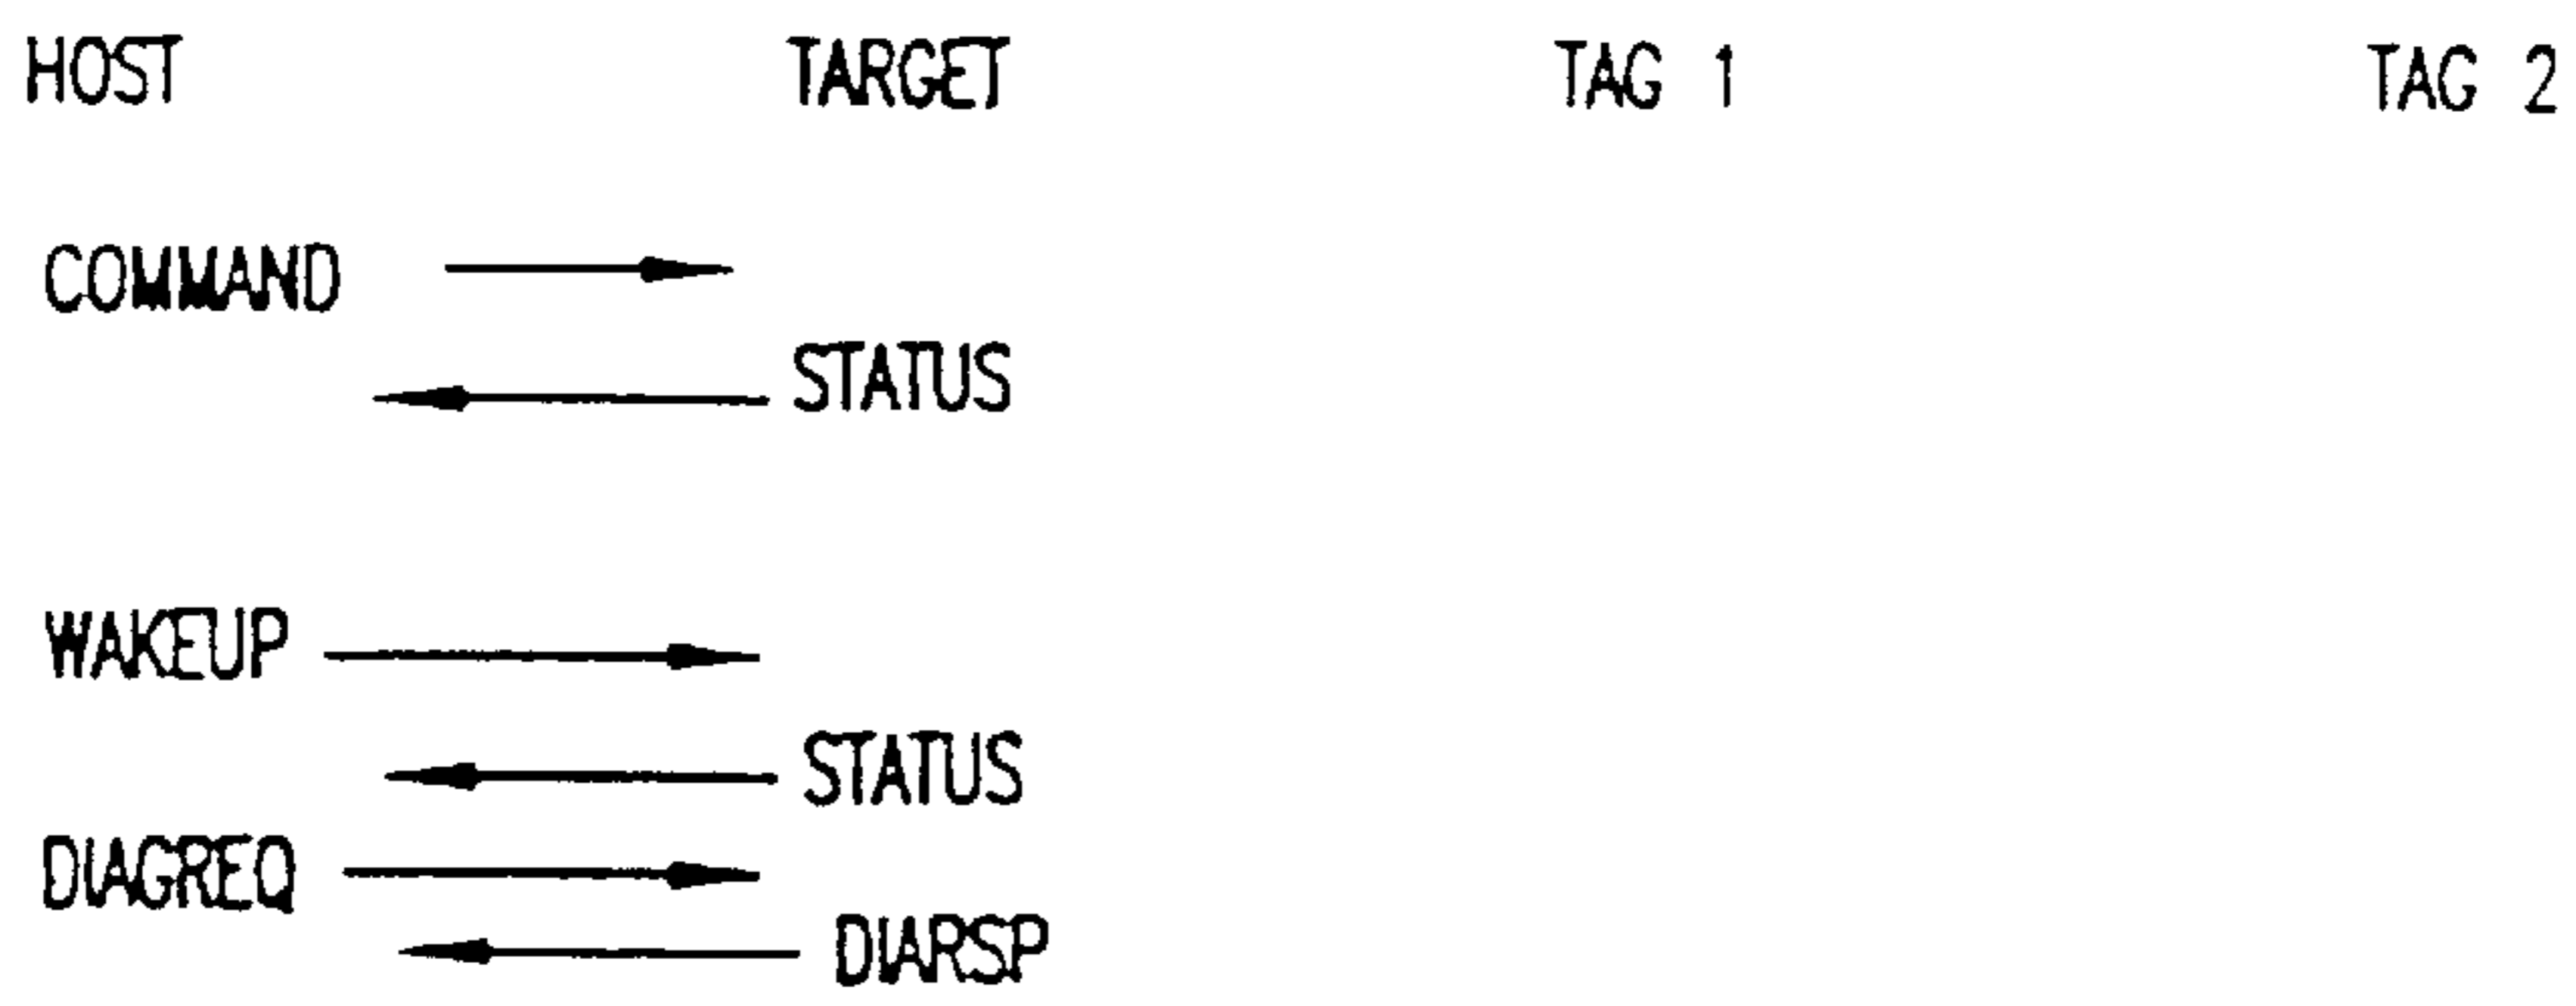 HOST TARGET TAG 1 TAG 2
COMMAND
STATUS
WAKEUP
STATUS
DIAGREQ
DIARSP